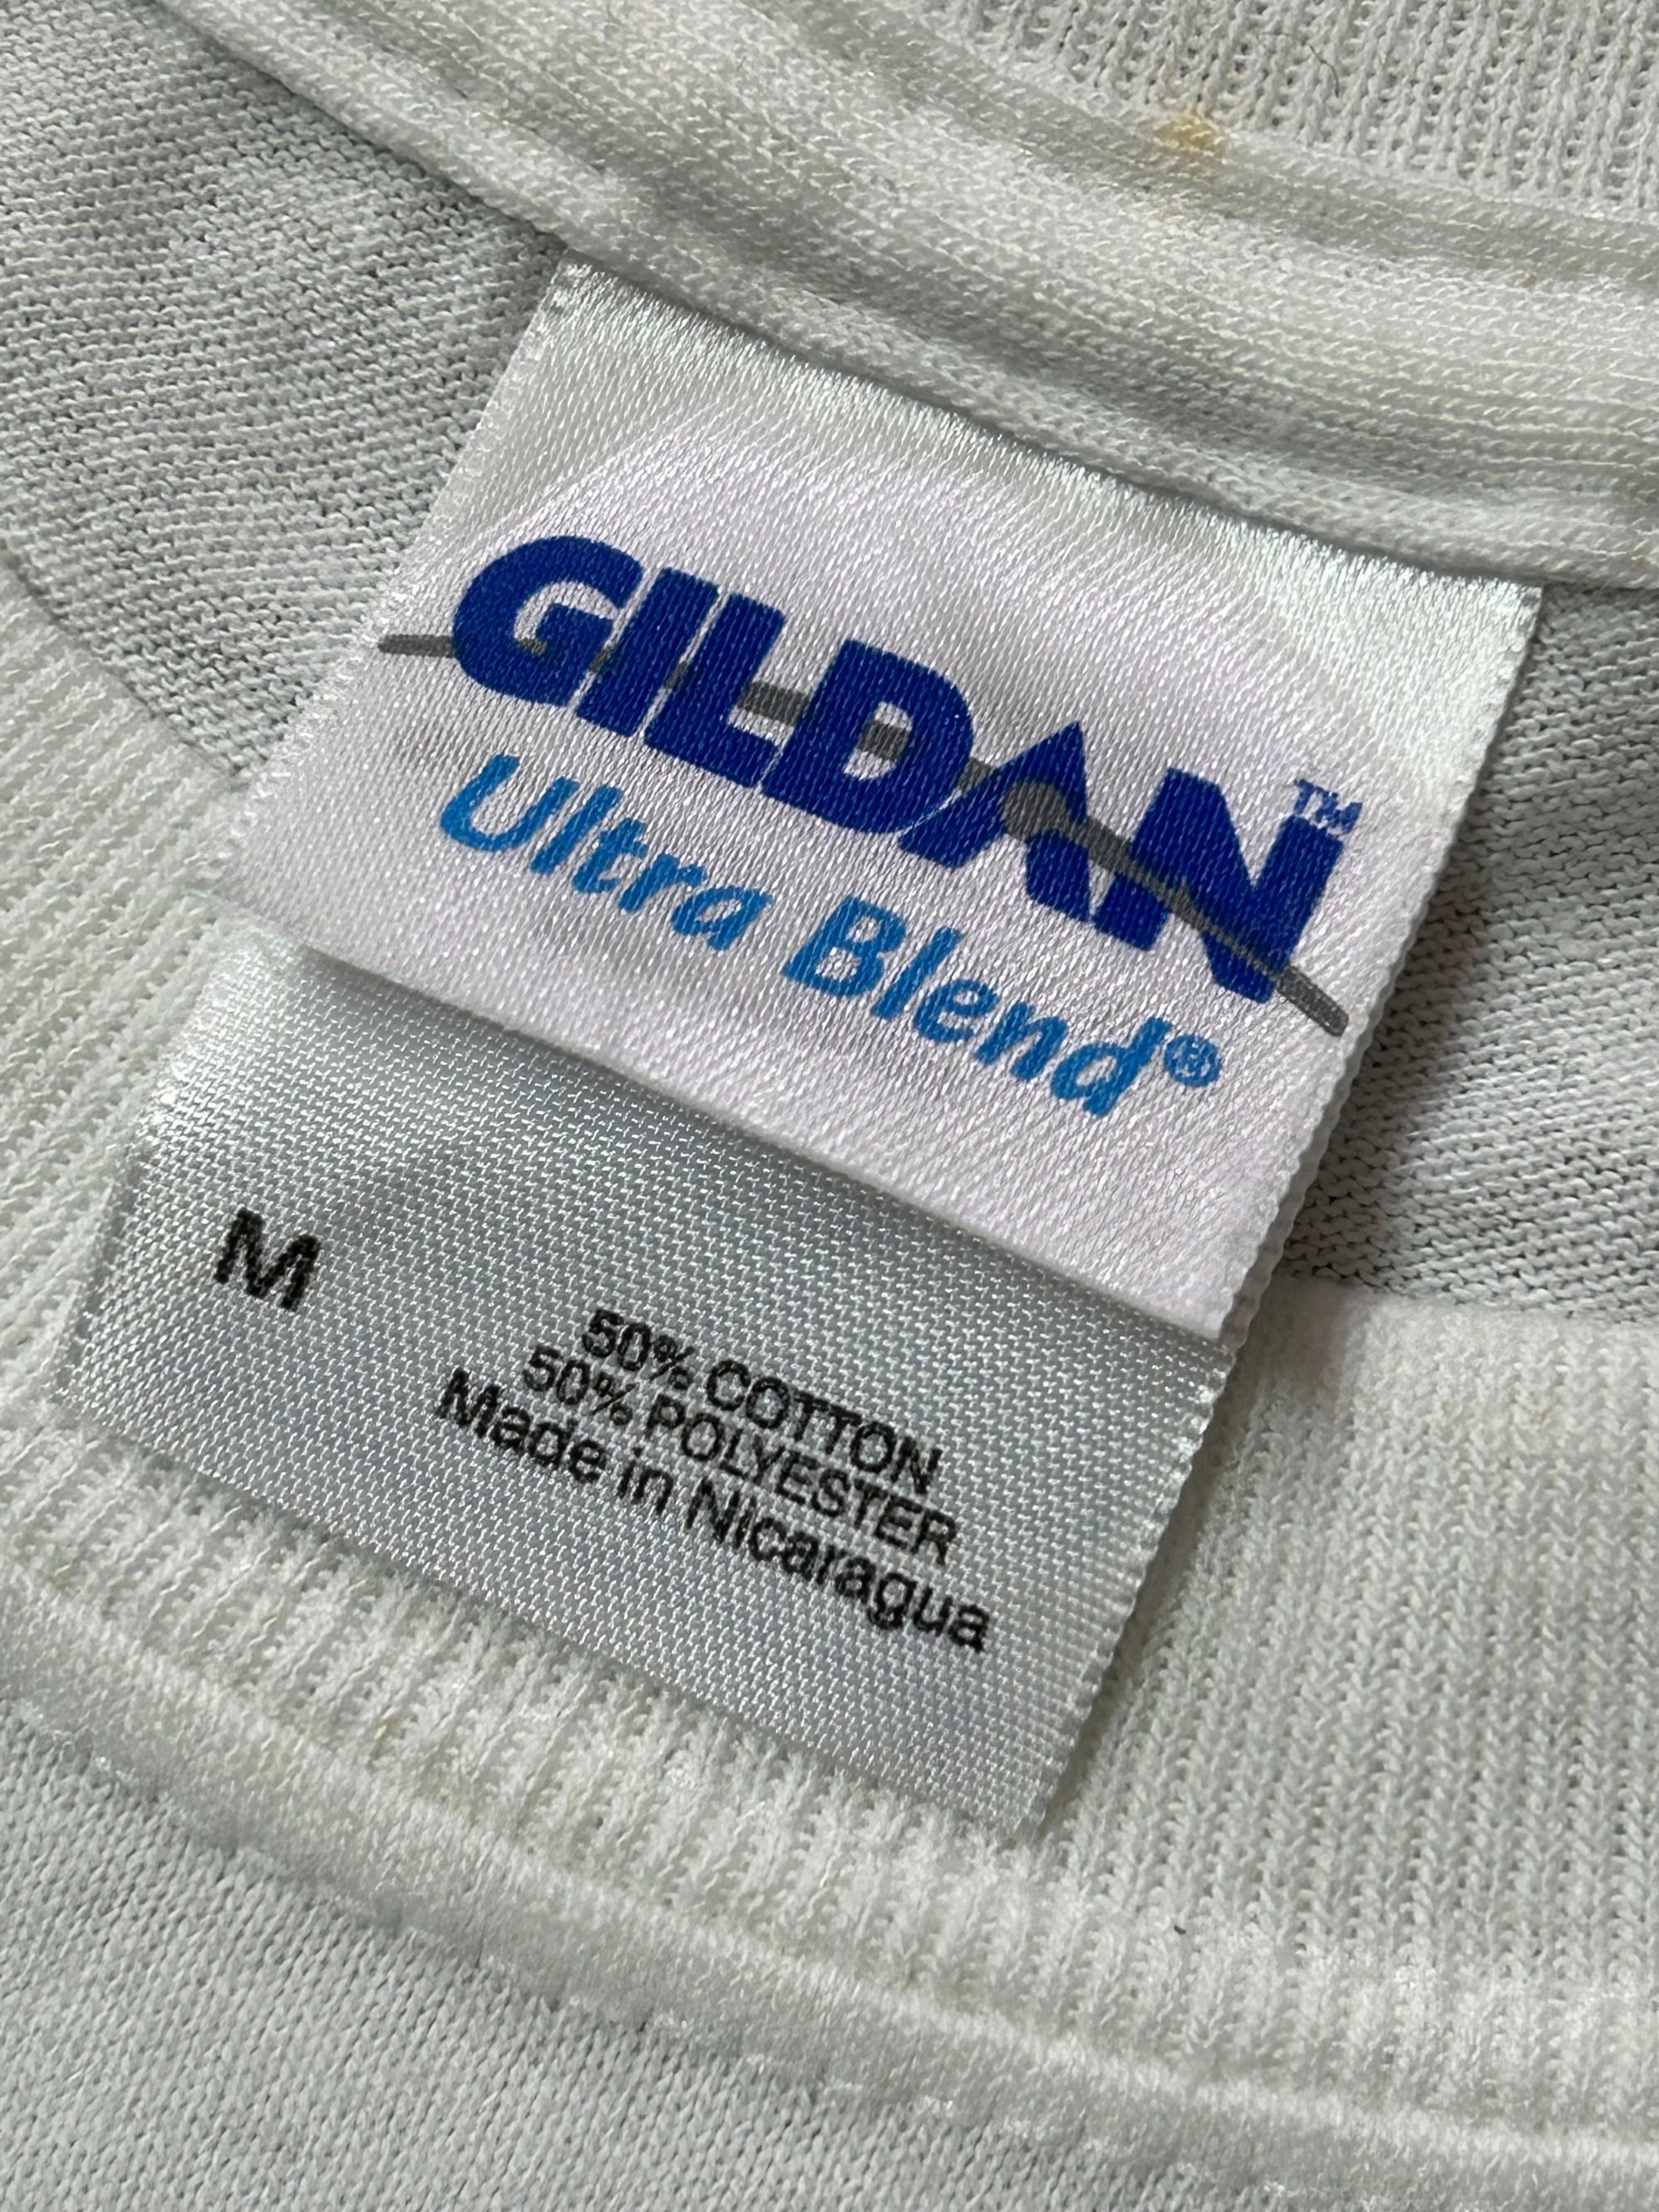 GILDAN™
Ultra Blend®
M
50% COTTON
50% POLYESTER
Made in Nicaragua